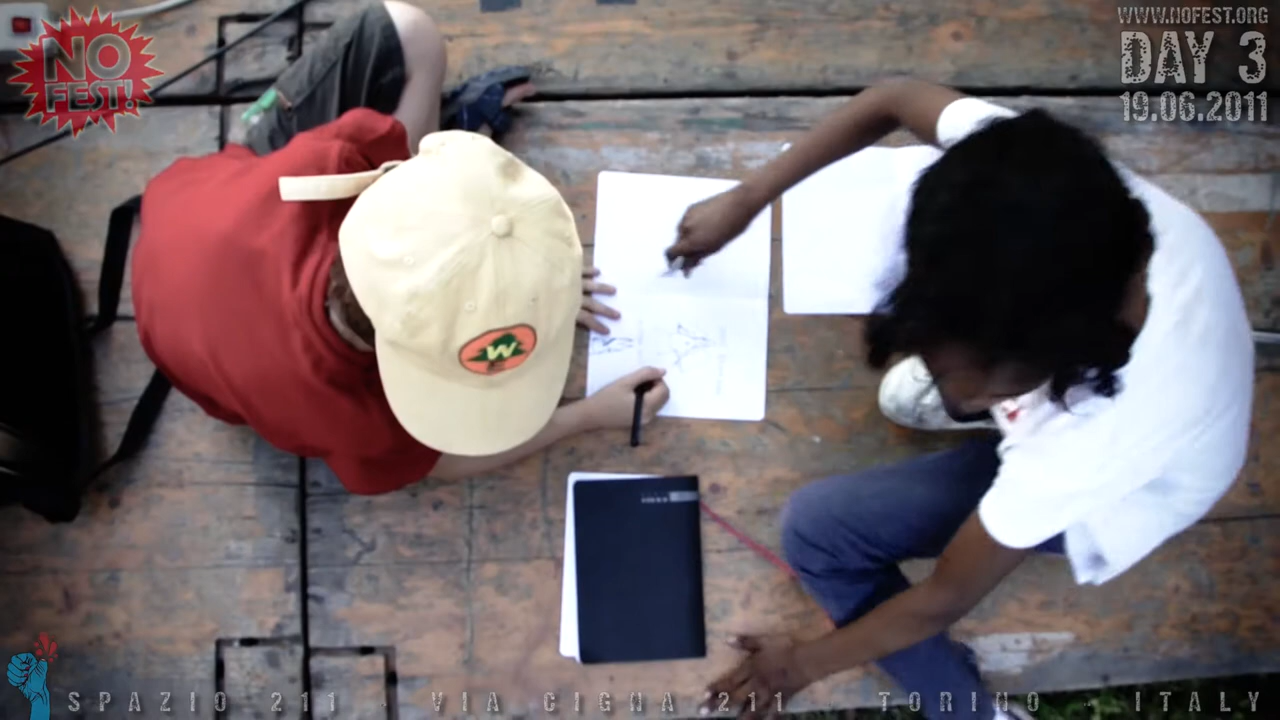 NO
FEST!
WWW.NOFEST.ORG
DAY 3
19.06.2011
W
SPAZIO 211 - VIA CIGNA 211 - TORINO - ITALY